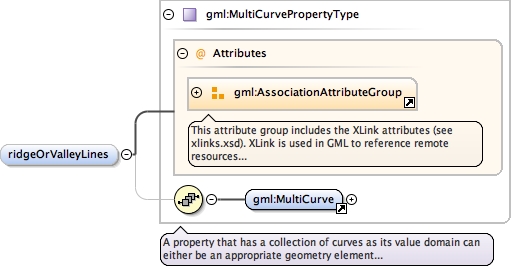 gml:MultiCurvePropertyType
@ Attributes
gml:AssociationAttributeGroup
This attribute group includes the XLink attributes (see
xlinks.xsd). XLink is used in GML to reference remote
resources...
ridgeOrValleyLines
gml:MultiCurve
A property that has a collection of curves as its value domain can
either be an appropriate geometry element...